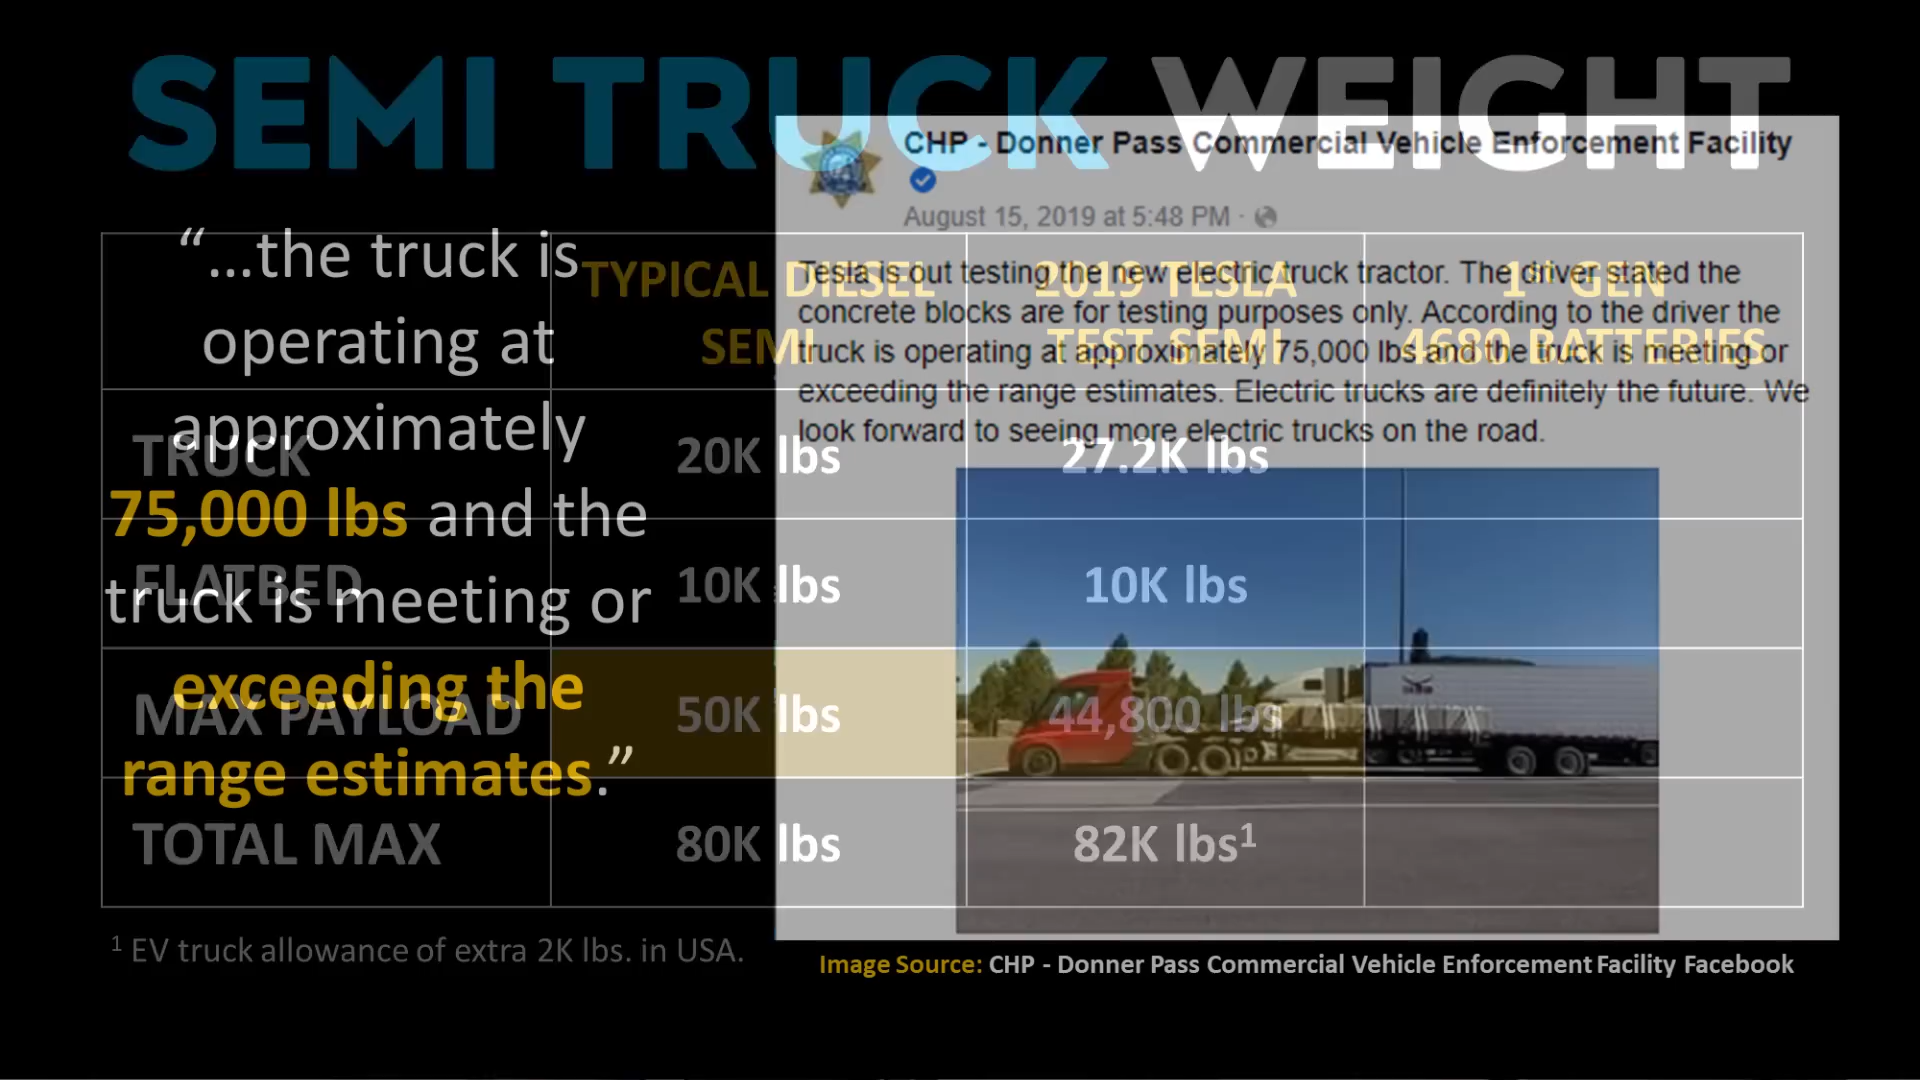 SEMI TRUCK WEIGHT
“...the truck is
operating at
approximately
75,000 lbs and the
truck is meeting or
exceeding the
range estimates.”
CHP - Donner Pass Commercial Vehicle Enforcement Facility
August 15, 2019 at 5:48 PM ·
Tesla is out testing the new electric truck tractor. The driver stated the
concrete blocks are for testing purposes only. According to the driver the
truck is operating at approximately 75,000 lbs and the truck is meeting or
exceeding the range estimates. Electric trucks are definitely the future. We
look forward to seeing more electric trucks on the road.
TYPICAL DIESEL
SEMI
2019 TESLA
TEST SEMI
1st GEN
4680 BATTERIES
TRUCK 20K lbs 27.2K lbs
FLATBED 10K lbs 10K lbs
MAX PAYLOAD 50K lbs 44,800 lbs
TOTAL MAX 80K lbs 82K lbs¹
¹ EV truck allowance of extra 2K lbs. in USA.
Image Source: CHP - Donner Pass Commercial Vehicle Enforcement Facility Facebook